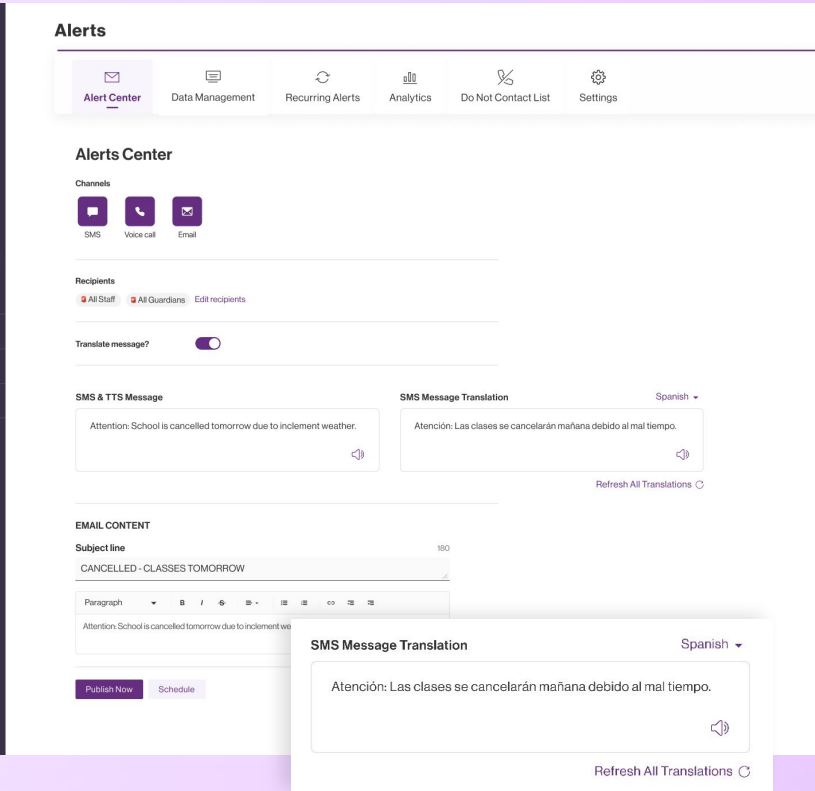 Alerts
Alert Center
Data Management
Recurring Alerts
Analytics
Do Not Contact List
Settings
Alerts Center
Channels
SMS
Voice call
Email
Recipients
All Staff
All Guardians
Edit recipients
Translate message?
SMS & TTS Message
Attention: School is cancelled tomorrow due to inclement weather.
SMS Message Translation
Spanish
Atención: Las clases se cancelarán mañana debido al mal tiempo.
Refresh All Translations
EMAIL CONTENT
Subject line
180
CANCELLED - CLASSES TOMORROW
Paragraph
B I S
Attention: School is cancelled tomorrow due to inclement we
Publish Now
Schedule
SMS Message Translation
Spanish
Atención: Las clases se cancelarán mañana debido al mal tiempo.
Refresh All Translations